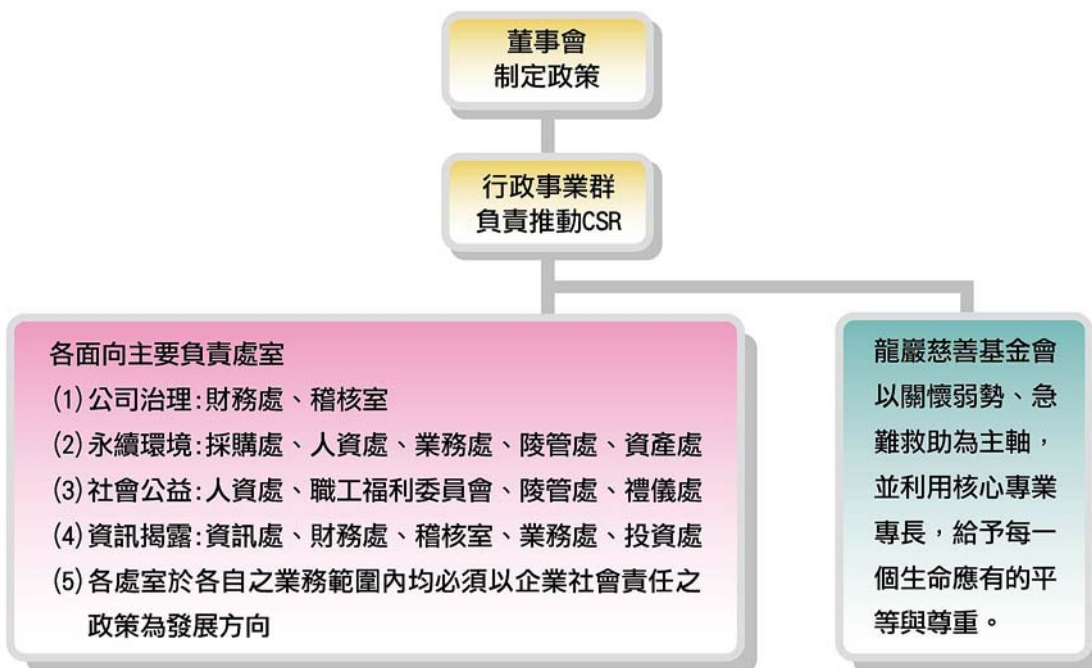 董事會
制定政策
行政事業群
負責推動CSR
各面向主要負責處室
(1)公司治理:財務處、稽核室
(2)永續環境:採購處、人資處、業務處、陵管處、資產處
(3)社會公益:人資處、職工福利委員會、陵管處、禮儀處
(4)資訊揭露:資訊處、財務處、稽核室、業務處、投資處
(5)各處室於各自之業務範圍內均必須以企業社會責任之
政策為發展方向
龍巖慈善基金會
以關懷弱勢、急
難救助為主軸，
並利用核心專業
專長，給予每一
個生命應有的平
等與尊重。